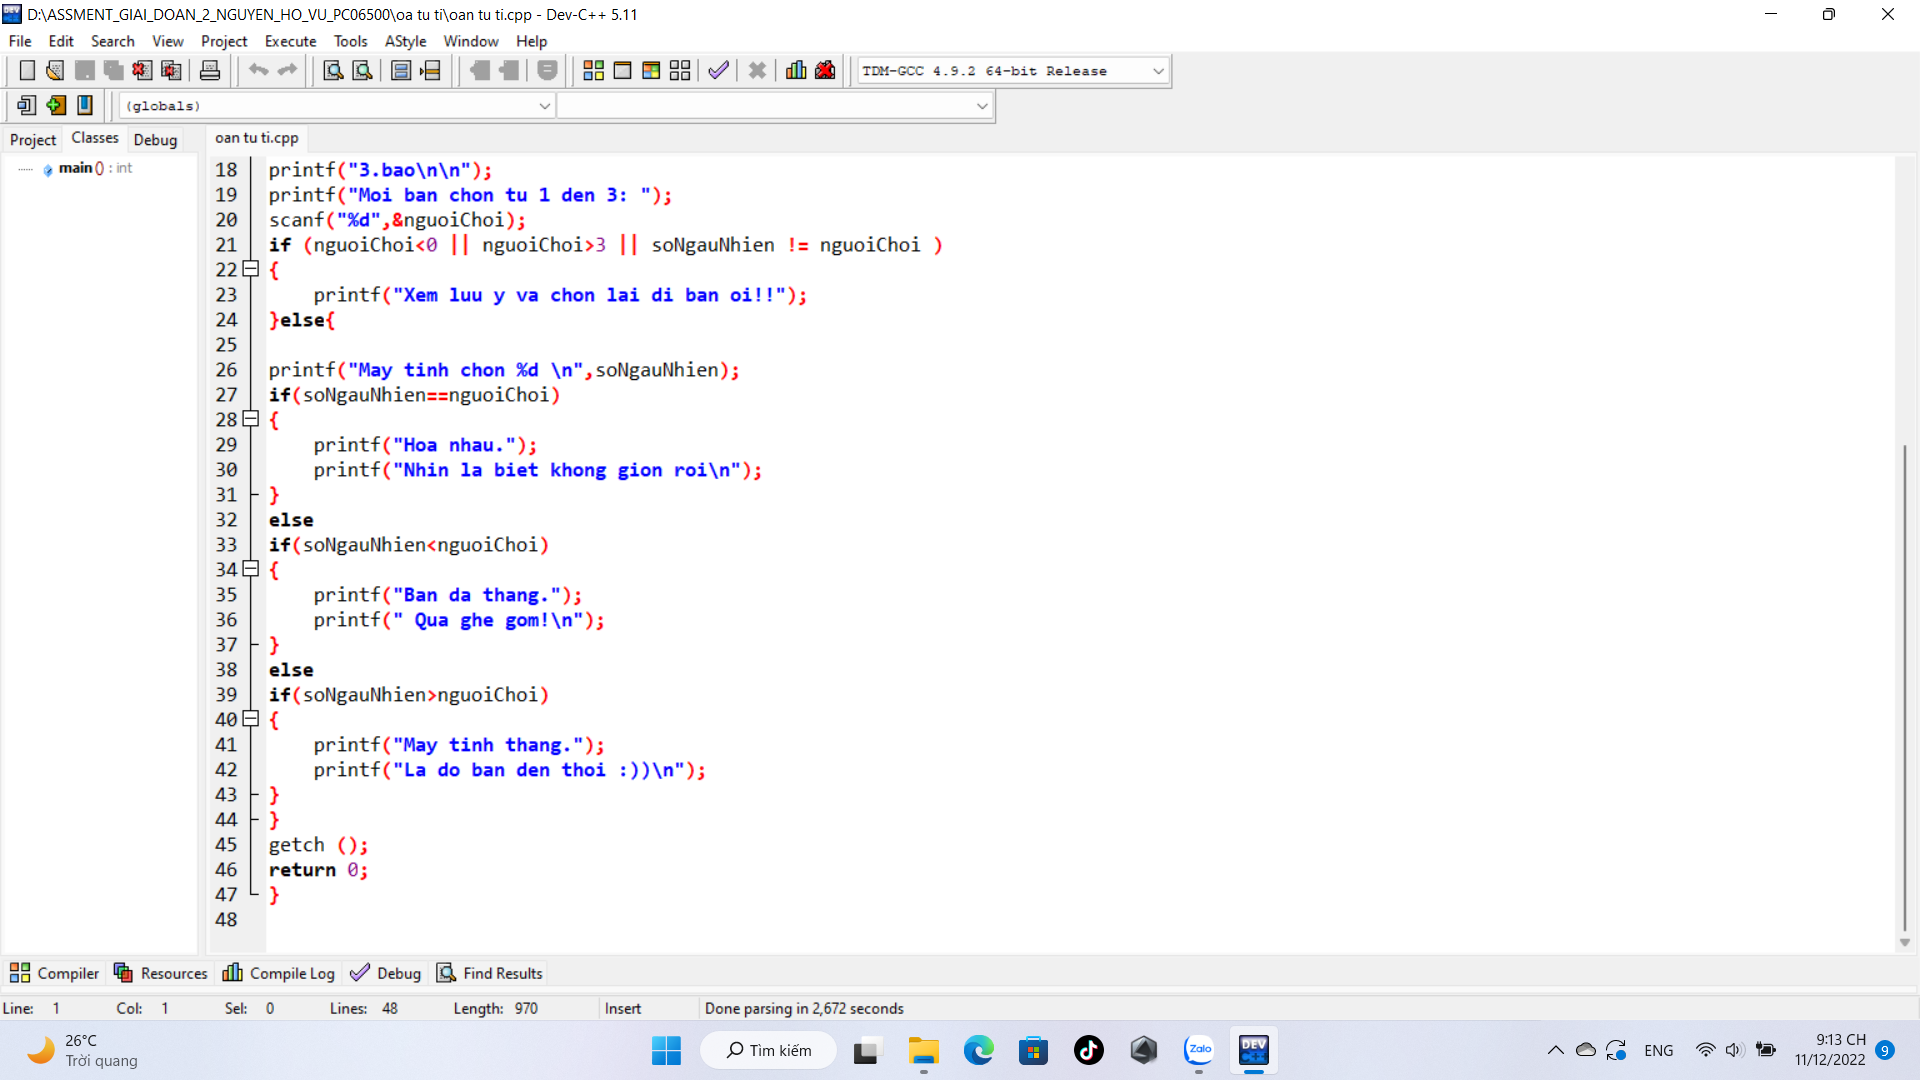 D:\ASSMENT_GIAI_DOAN_2_NGUYEN_HO_VU_PC06500\oa tu ti\oan tu ti.cpp - Dev-C++ 5.11
File Edit Search View Project Execute Tools AStyle Window Help
TDM-GCC 4.9.2 64-bit Release
(globals)
Project Classes Debug
oan tu ti.cpp
main() : int
18 printf("3.bao\n\n");
19 printf("Moi ban chon tu 1 den 3: ");
20 scanf("%d",&nguoiChoi);
21 if (nguoiChoi<0 || nguoiChoi>3 || soNgauNhien != nguoiChoi )
22 {
23 printf("Xem luu y va chon lai di ban oi!!");
24 }else{
25
26 printf("May tinh chon %d \n",soNgauNhien);
27 if(soNgauNhien==nguoiChoi)
28 {
29 printf("Hoa nhau.");
30 printf("Nhin la biet khong gion roi\n");
31 }
32 else
33 if(soNgauNhien<nguoiChoi)
34 {
35 printf("Ban da thang.");
36 printf(" Qua ghe gom!\n");
37 }
38 else
39 if(soNgauNhien>nguoiChoi)
40 {
41 printf("May tinh thang.");
42 printf("La do ban den thoi :))\n");
43 }
44 }
45 getch ();
46 return 0;
47 }
48
Compiler Resources Compile Log Debug Find Results
Line: 1 Col: 1 Sel: 0 Lines: 48 Length: 970 Insert Done parsing in 2,672 seconds
26°C
Trời quang
Tìm kiếm
Zalo
DEV C++
ENG
9:13 CH
11/12/2022
9